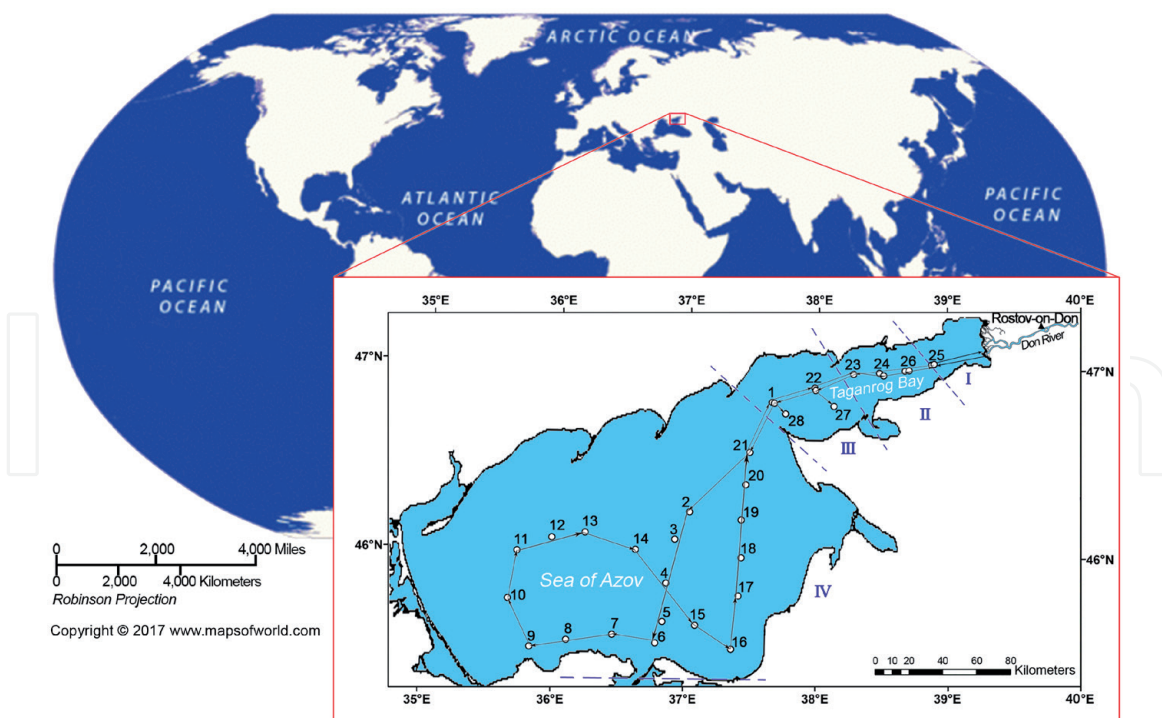 ARCTIC OCEAN
ATLANTIC
OCEAN
PACIFIC
OCEAN
PACIFIC
OCEAN
35°E
36°E
37°E
38°E
39°E
40°E
Rostov-on-Don
Don River
47°N
47°N
25
26
24
23
22
I
Taganrog Bay
1
27
28
II
III
21
20
2
19
3
13
12
11
14
18
46°N
46°N
Sea of Azov
4
10
17
IV
5
15
7
8
6
9
16
0 10 20 40 60 80
Kilometers
35°E
36°E
37°E
38°E
39°E
40°E
0 2,000 4,000 Miles
0 2,000 4,000 Kilometers
Robinson Projection
Copyright © 2017 www.mapsofworld.com